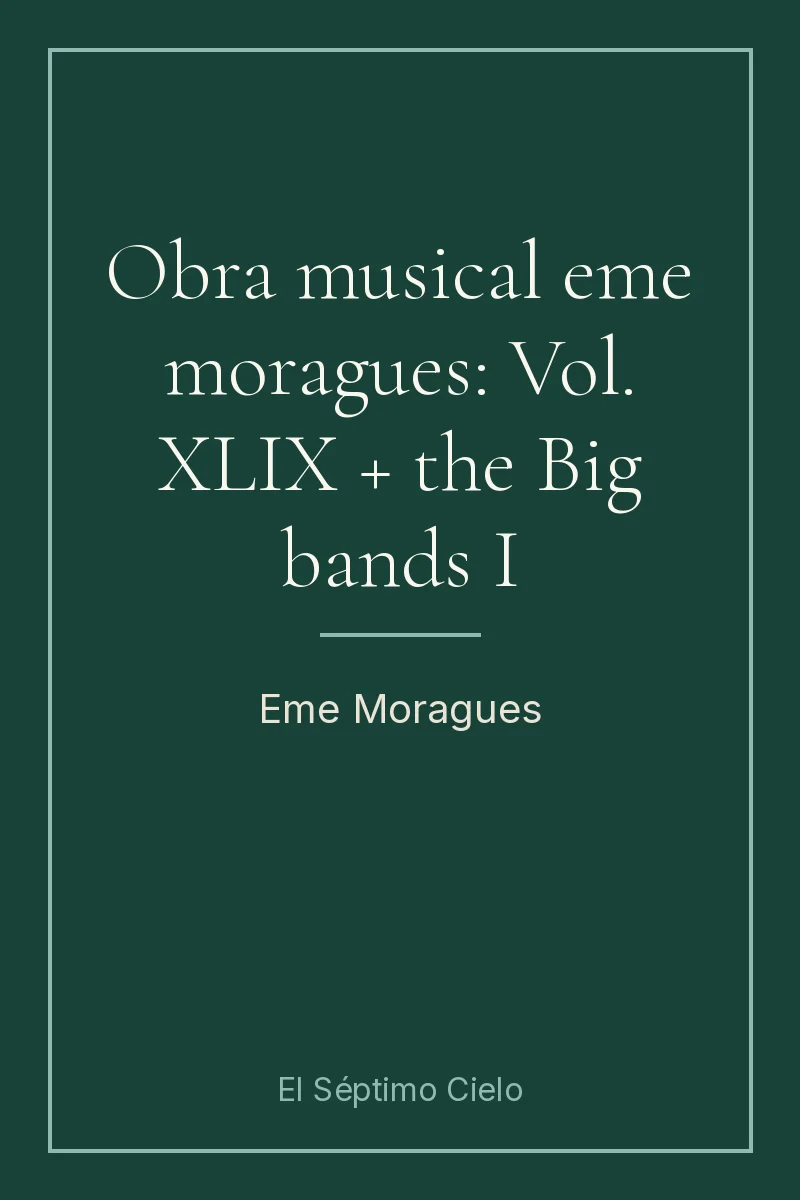 Obra musical eme
moragues: Vol.
XLIX + the Big
bands I
Eme Moragues
El Séptimo Cielo